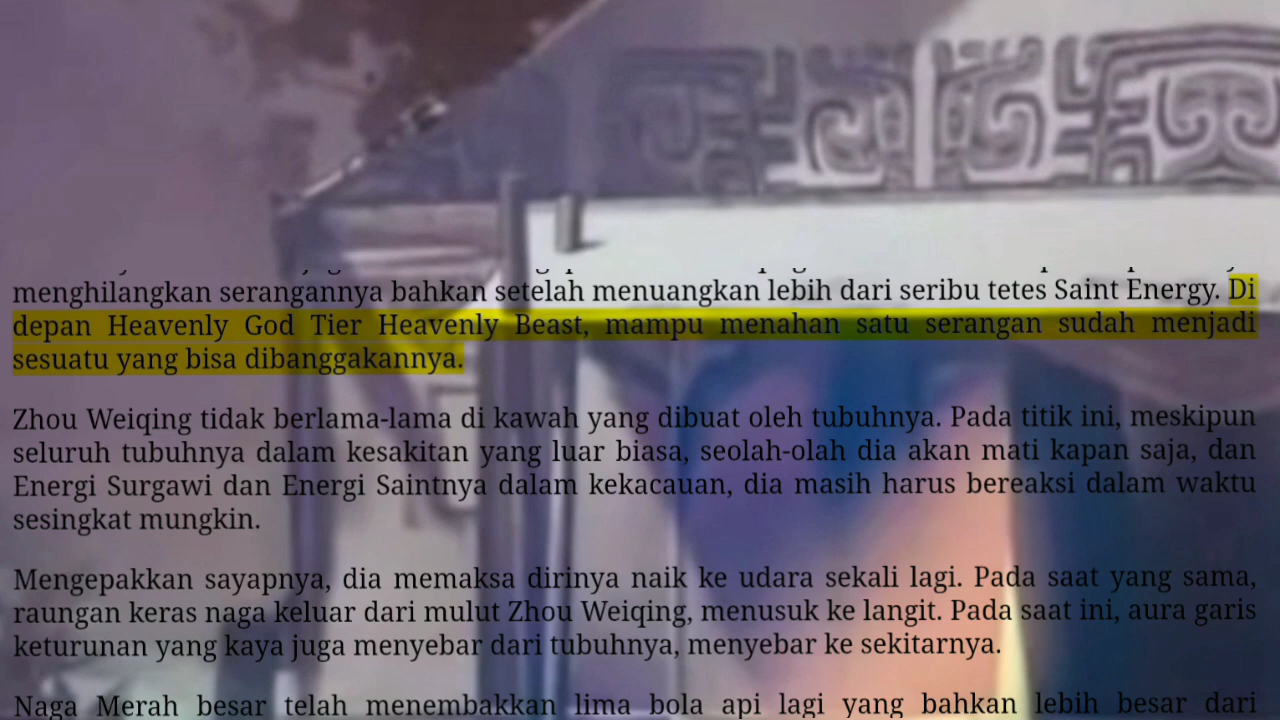 menghilangkan serangannya bahkan setelah menuangkan lebih dari seribu tetes Saint Energy. Di
depan Heavenly God Tier Heavenly Beast, mampu menahan satu serangan sudah menjadi
sesuatu yang bisa dibanggakannya.
Zhou Weiqing tidak berlama-lama di kawah yang dibuat oleh tubuhnya. Pada titik ini, meskipun
seluruh tubuhnya dalam kesakitan yang luar biasa, seolah-olah dia akan mati kapan saja, dan
Energi Surgawi dan Energi Saintnya dalam kekacauan, dia masih harus bereaksi dalam waktu
sesingkat mungkin.
Mengepakkan sayapnya, dia memaksa dirinya naik ke udara sekali lagi. Pada saat yang sama,
raungan keras naga keluar dari mulut Zhou Weiqing, menusuk ke langit. Pada saat ini, aura garis
keturunan yang kaya juga menyebar dari tubuhnya, menyebar ke sekitarnya.
Naga Merah besar telah menembakkan lima bola api lagi yang bahkan lebih besar dari